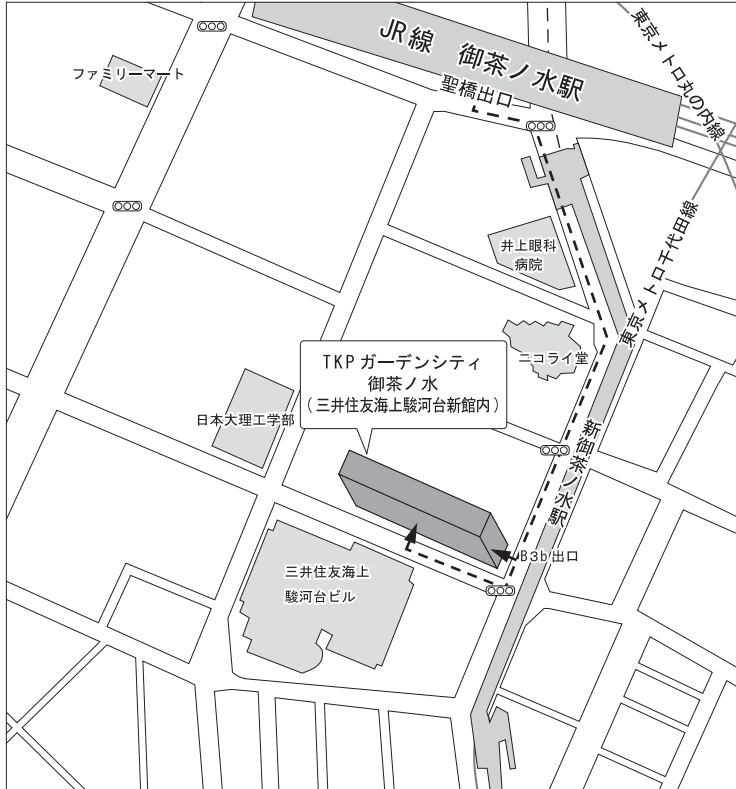 JR線 御茶ノ水駅
聖橋出口
東京メトロ丸の内線
ファミリーマート
東京メトロ千代田線
井上眼科
病院
ニコライ堂
TKP ガーデンシティ
御茶ノ水
(三井住友海上駿河台新館内)
日本大理工学部
新御茶ノ水駅
B3b 出口
三井住友海上
駿河台ビル